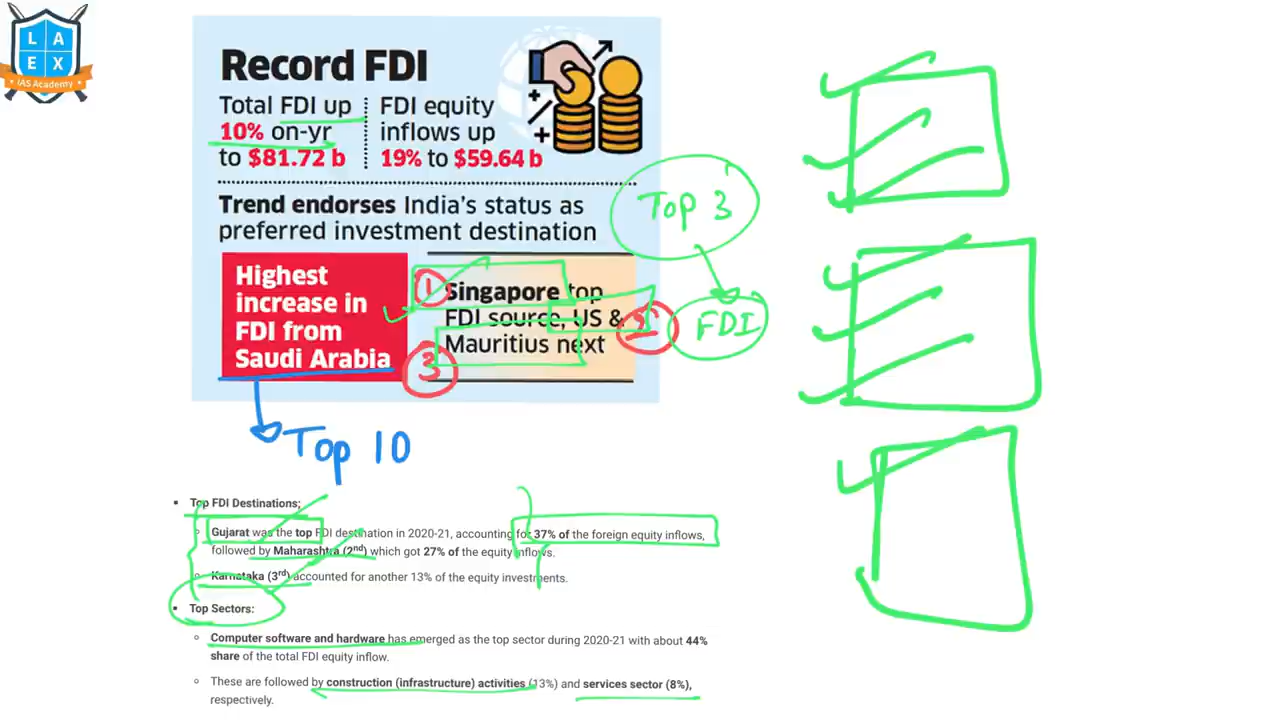 L A
E X
IAS Academy
Record FDI
Total FDI up
10% on-yr
to $81.72 b
FDI equity
inflows up
19% to $59.64 b
Trend endorses India's status as
preferred investment destination
Top 3
FDI
Highest
increase in
FDI from
Saudi Arabia
1
Singapore top
FDI source, US &
2
Mauritius next
3
Top 10
Top FDI Destinations:
Gujarat was the top FDI destination in 2020-21, accounting for 37% of the foreign equity inflows,
followed by Maharashtra (2nd) which got 27% of the equity inflows.
Karnataka (3rd) accounted for another 13% of the equity investments.
Top Sectors:
Computer software and hardware has emerged as the top sector during 2020-21 with about 44%
share of the total FDI equity inflow.
These are followed by construction (infrastructure) activities (13%) and services sector (8%),
respectively.